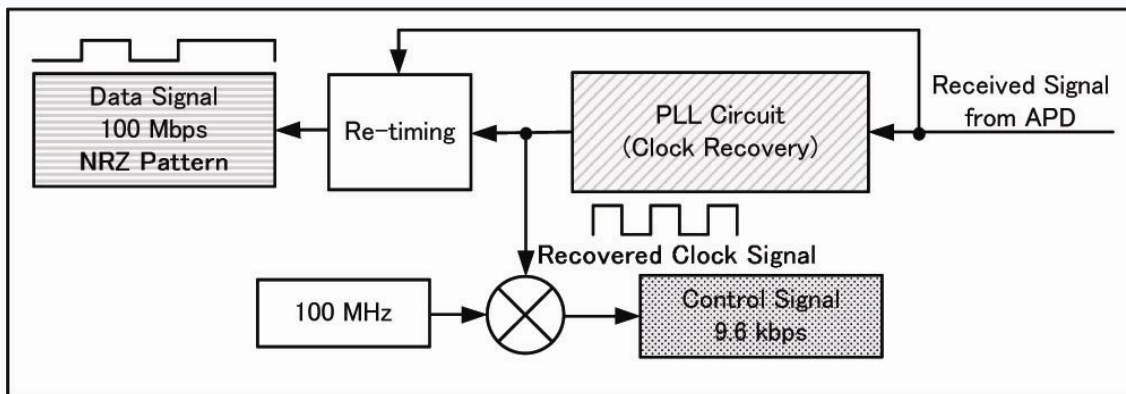 Data Signal
100 Mbps
NRZ Pattern
Re-timing
PLL Circuit
(Clock Recovery)
Received Signal
from APD
Recovered Clock Signal
100 MHz
Control Signal
9.6 kbps